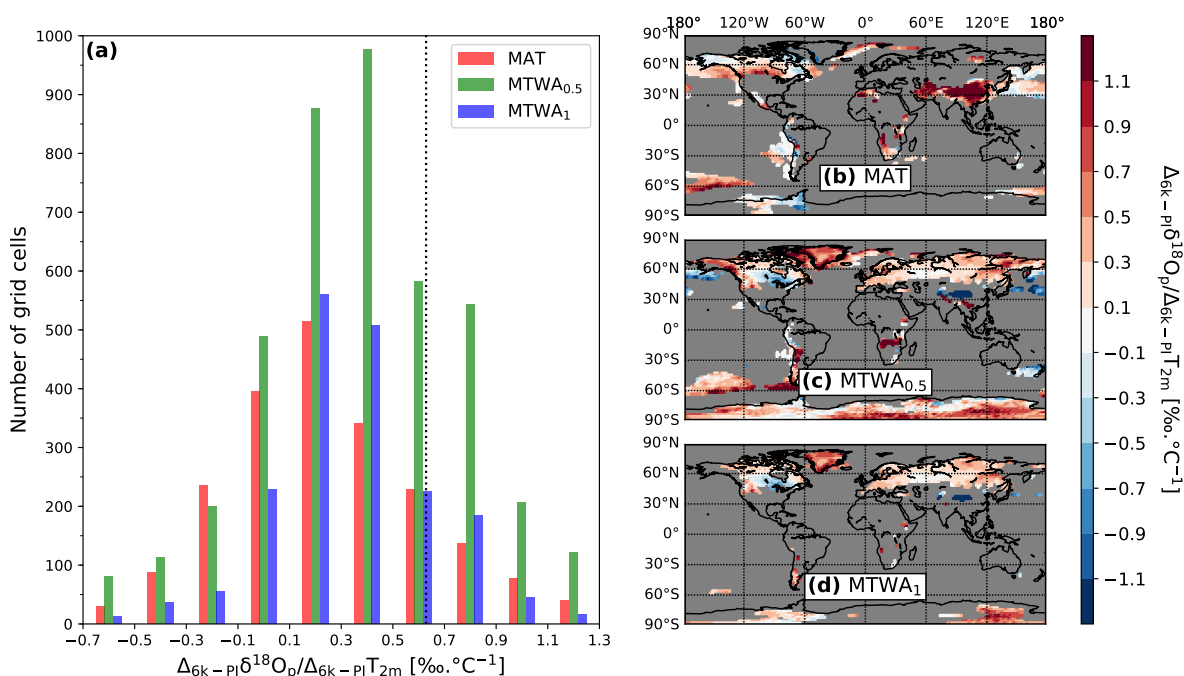 (a)
MAT
MTWA₀.₅
MTWA₁
1000
900
800
700
600
500
400
300
200
100
0
Number of grid cells
−0.7 −0.5 −0.3 −0.1 0.1 0.3 0.5 0.7 0.9 1.1 1.3
Δ₆ₖ₋PIδ¹⁸Oₚ/Δ₆ₖ₋PIT₂ₘ [‰.°C⁻¹]
180° 120°W 60°W 0° 60°E 120°E 180°
90°N
60°N
30°N
0°
30°S
60°S
90°S
(b) MAT
90°N
60°N
30°N
0°
30°S
60°S
90°S
(c) MTWA₀.₅
90°N
60°N
30°N
0°
30°S
60°S
90°S
(d) MTWA₁
1.1
0.9
0.7
0.5
0.3
0.1
−0.1
−0.3
−0.5
−0.7
−0.9
−1.1
Δ₆ₖ₋PIδ¹⁸Oₚ/Δ₆ₖ₋PIT₂ₘ [‰.°C⁻¹]